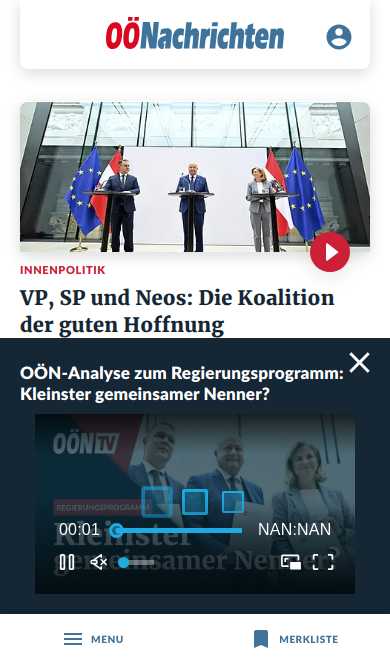 OÖNachrichten
INNENPOLITIK
VP, SP und Neos: Die Koalition
der guten Hoffnung
OÖN-Analyse zum Regierungsprogramm:
Kleinster gemeinsamer Nenner?
OÖN TV
REGIERUNGSPROGRAMM
00:01
NAN:NAN
Kleinster
gemeinsamer Nenner?
MENU
MERKLISTE